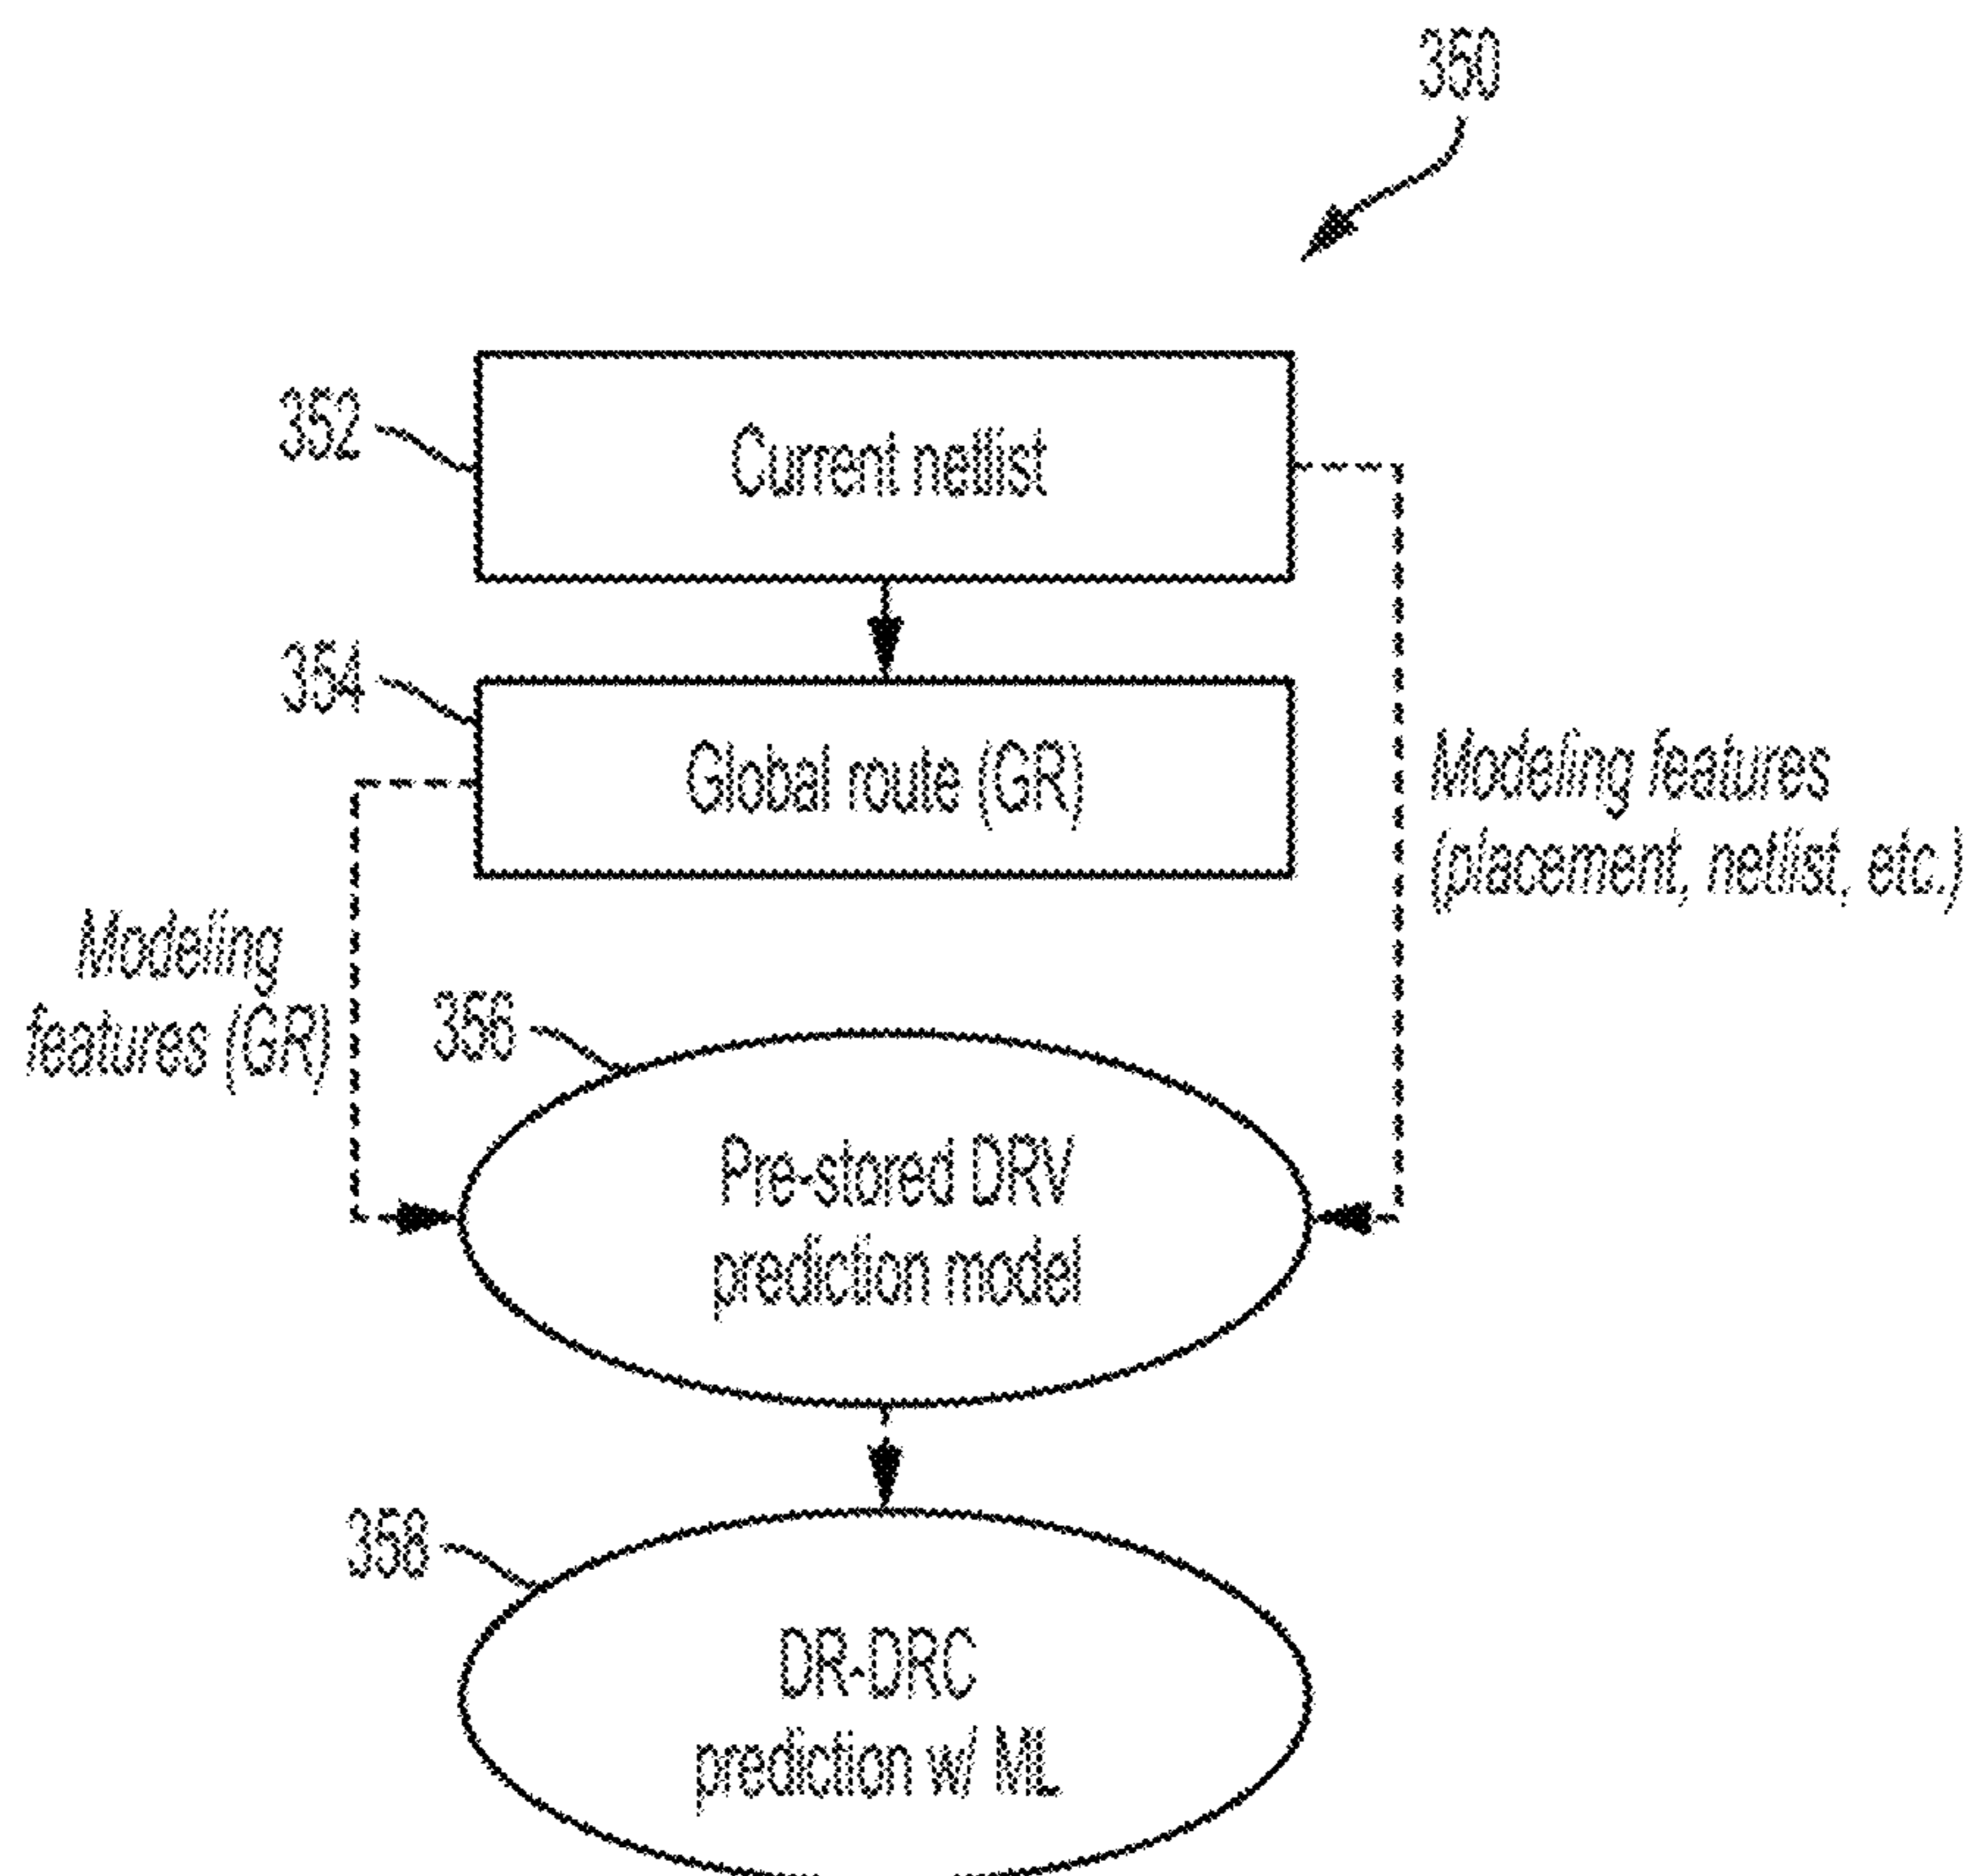 350
352
Current netlist
354
Global route (GR)
Modeling features
(placement, netlist, etc.)
Modeling
features (GR)
356
Pre-stored DRV
prediction model
358
DR-DRC
prediction w/ ML